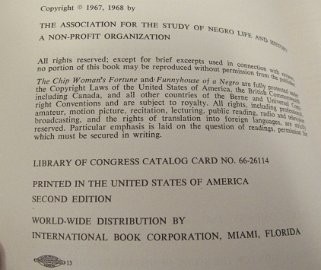 Copyright © 1967, 1968 by
THE ASSOCIATION FOR THE STUDY OF NEGRO LIFE AND HISTORY
A NON-PROFIT ORGANIZATION
All rights reserved; except for brief excerpts used in connection with reviews,
no portion of this book may be reproduced without permission from the publisher.
The Chip Woman's Fortune and Funnyhouse of a Negro are fully protected under
the Copyright Laws of the United States of America, the British Commonwealth
including Canada, and all other countries of the Berne and Universal Copy-
right Conventions and are subject to royalty. All rights, including professional,
amateur, motion picture, recitation, lecturing, public reading, radio and television
broadcasting, and the rights of translation into foreign languages, are strictly
reserved. Particular emphasis is laid on the question of readings, permission for
which must be secured in writing.
LIBRARY OF CONGRESS CATALOG CARD NO. 66-26114
PRINTED IN THE UNITED STATES OF AMERICA
SECOND EDITION
WORLD-WIDE DISTRIBUTION BY
INTERNATIONAL BOOK CORPORATION, MIAMI, FLORIDA
13